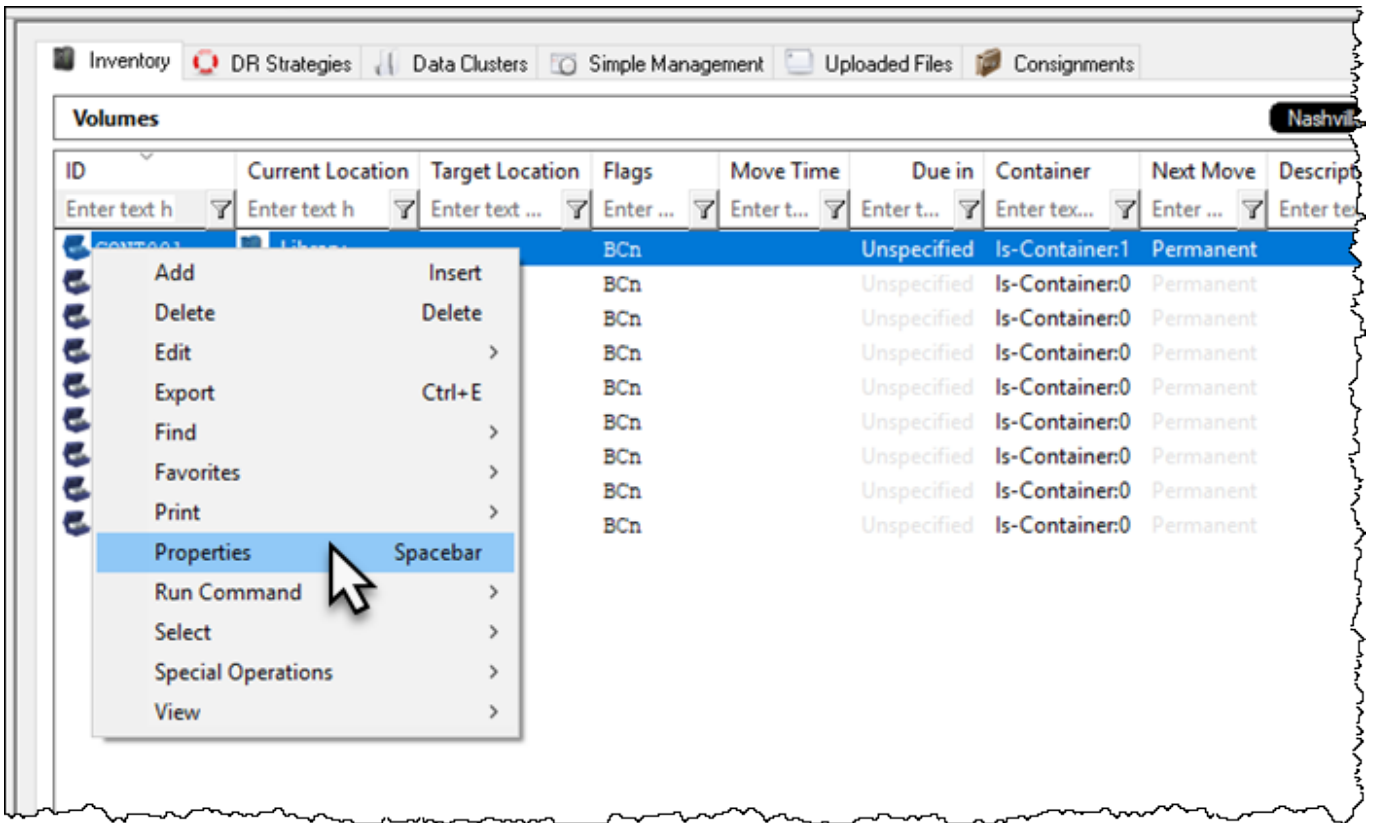 Inventory DR Strategies Data Clusters Simple Management Uploaded Files Consignments
Volumes
ID Current Location Target Location Flags Move Time Due in Container Next Move
Enter text h Enter text h Enter text ... Enter ... Enter t... Enter t... Enter tex... Enter ... Enter
CONT001 Library BCn Unspecified Is-Container:1 Permanent
BCn Unspecified Is-Container:0 Permanent
BCn Unspecified Is-Container:0 Permanent
BCn Unspecified Is-Container:0 Permanent
BCn Unspecified Is-Container:0 Permanent
BCn Unspecified Is-Container:0 Permanent
BCn Unspecified Is-Container:0 Permanent
BCn Unspecified Is-Container:0 Permanent
BCn Unspecified Is-Container:0 Permanent
Add Insert
Delete Delete
Edit >
Export Ctrl+E
Find >
Favorites >
Print >
Properties Spacebar
Run Command >
Select >
Special Operations >
View >